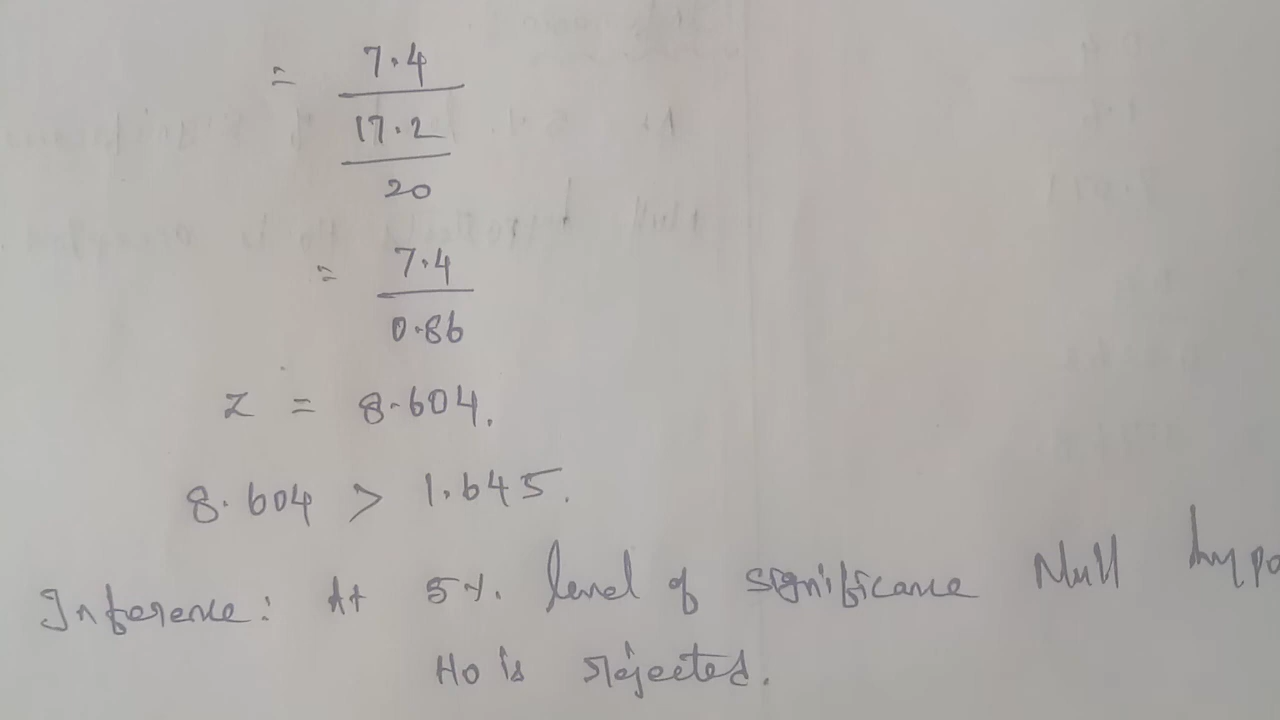 = 7.4
17.2
20
= 7.4
0.86
Z = 8.604.
8.604 > 1.645.
Inference: At 5%. level of significance Null hypo
Ho is rejected.